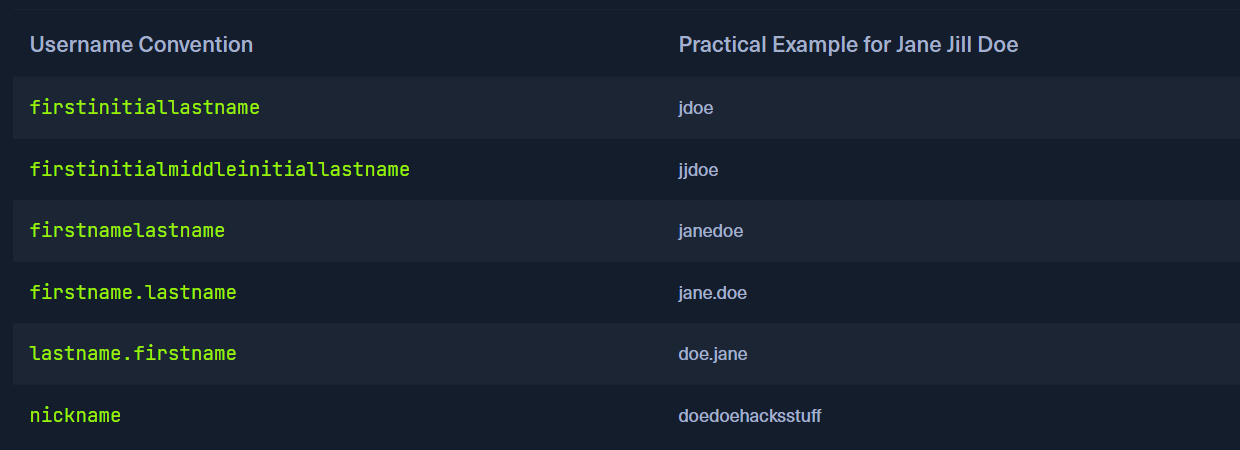 Username Convention Practical Example for Jane Jill Doe
firstinitiallastname jdoe
firstinitialmiddleinitiallastname jjdoe
firstnamelastname janedoe
firstname.lastname jane.doe
lastname.firstname doe.jane
nickname doedoehacksstuff